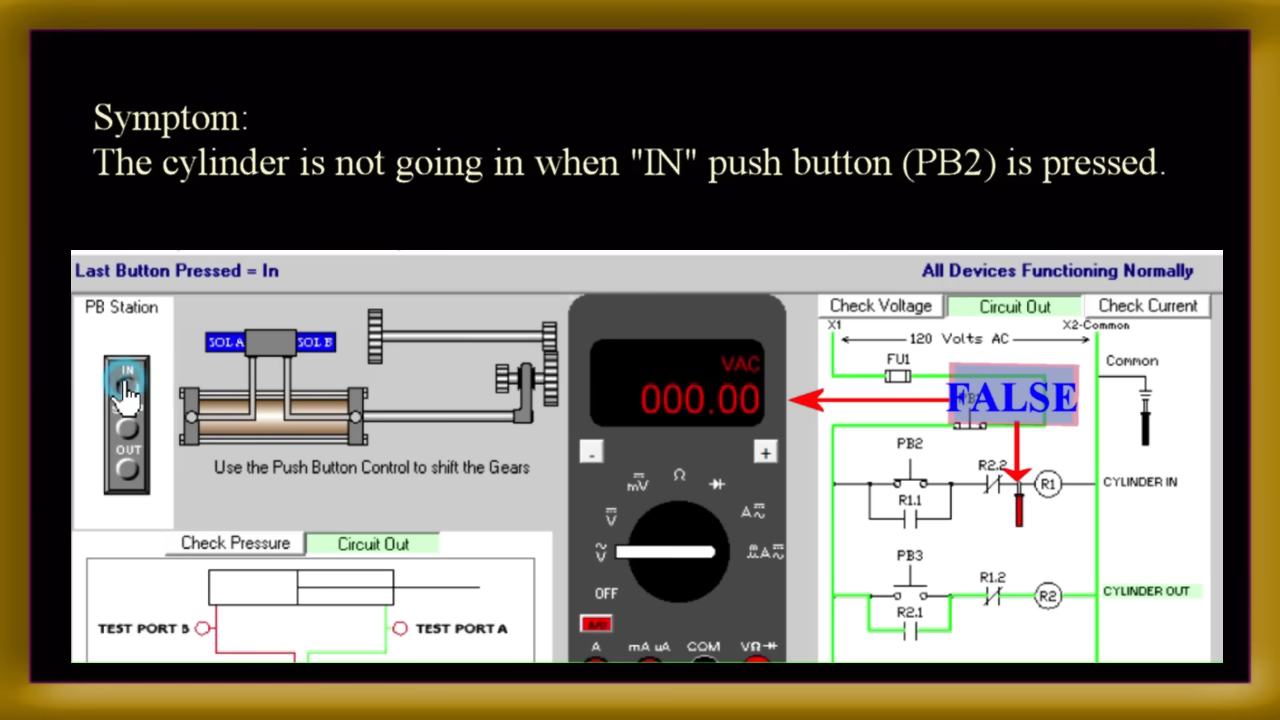 Symptom:
The cylinder is not going in when "IN" push button (PB2) is pressed.
Last Button Pressed = In
All Devices Functioning Normally
PB Station
IN
OUT
SOL A
SOL B
Use the Push Button Control to shift the Gears
Check Pressure
Circuit Out
TEST PORT B
TEST PORT A
VAC
000.00
-
+
mV
Ω
V
A
V
mA
OFF
A
mA uA
COM
VΩ
Check Voltage
Circuit Out
Check Current
X1
X2-Common
120 Volts AC
FU1
Common
FALSE
PB2
R2.2
R1
CYLINDER IN
R1.1
PB3
R1.2
R2
CYLINDER OUT
R2.1